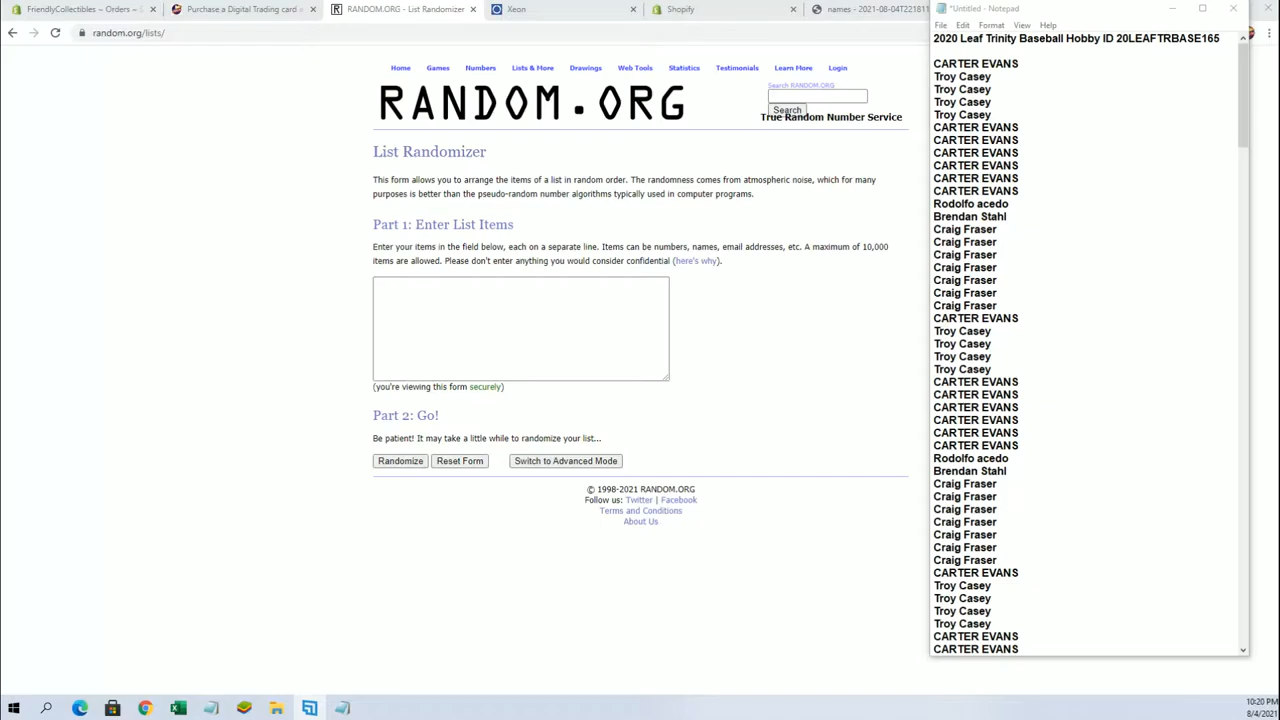 FriendlyCollectibles ~ Orders ~
Purchase a Digital Trading card
RANDOM.ORG - List Randomizer
Xeon
Shopify
names - 2021-08-04T221811
*Untitled - Notepad
File Edit Format View Help
random.org/lists/
2020 Leaf Trinity Baseball Hobby ID 20LEAFTRBASE165
Home Games Numbers Lists & More Drawings Web Tools Statistics Testimonials Learn More Login
RANDOM.ORG
Search RANDOM.ORG
Search
True Random Number Service
List Randomizer
This form allows you to arrange the items of a list in random order. The randomness comes from atmospheric noise, which for many
purposes is better than the pseudo-random number algorithms typically used in computer programs.
Part 1: Enter List Items
Enter your items in the field below, each on a separate line. Items can be numbers, names, email addresses, etc. A maximum of 10,000
items are allowed. Please don't enter anything you would consider confidential (here's why).
(you're viewing this form securely)
Part 2: Go!
Be patient! It may take a little while to randomize your list...
Randomize Reset Form Switch to Advanced Mode
© 1998-2021 RANDOM.ORG
Follow us: Twitter | Facebook
Terms and Conditions
About Us
CARTER EVANS
Troy Casey
Troy Casey
Troy Casey
Troy Casey
CARTER EVANS
CARTER EVANS
CARTER EVANS
CARTER EVANS
CARTER EVANS
CARTER EVANS
Rodolfo acedo
Brendan Stahl
Craig Fraser
Craig Fraser
Craig Fraser
Craig Fraser
Craig Fraser
Craig Fraser
Craig Fraser
CARTER EVANS
Troy Casey
Troy Casey
Troy Casey
Troy Casey
CARTER EVANS
CARTER EVANS
CARTER EVANS
CARTER EVANS
CARTER EVANS
CARTER EVANS
Rodolfo acedo
Brendan Stahl
Craig Fraser
Craig Fraser
Craig Fraser
Craig Fraser
Craig Fraser
Craig Fraser
Craig Fraser
CARTER EVANS
Troy Casey
Troy Casey
Troy Casey
Troy Casey
CARTER EVANS
CARTER EVANS
10:20 PM
8/4/2021